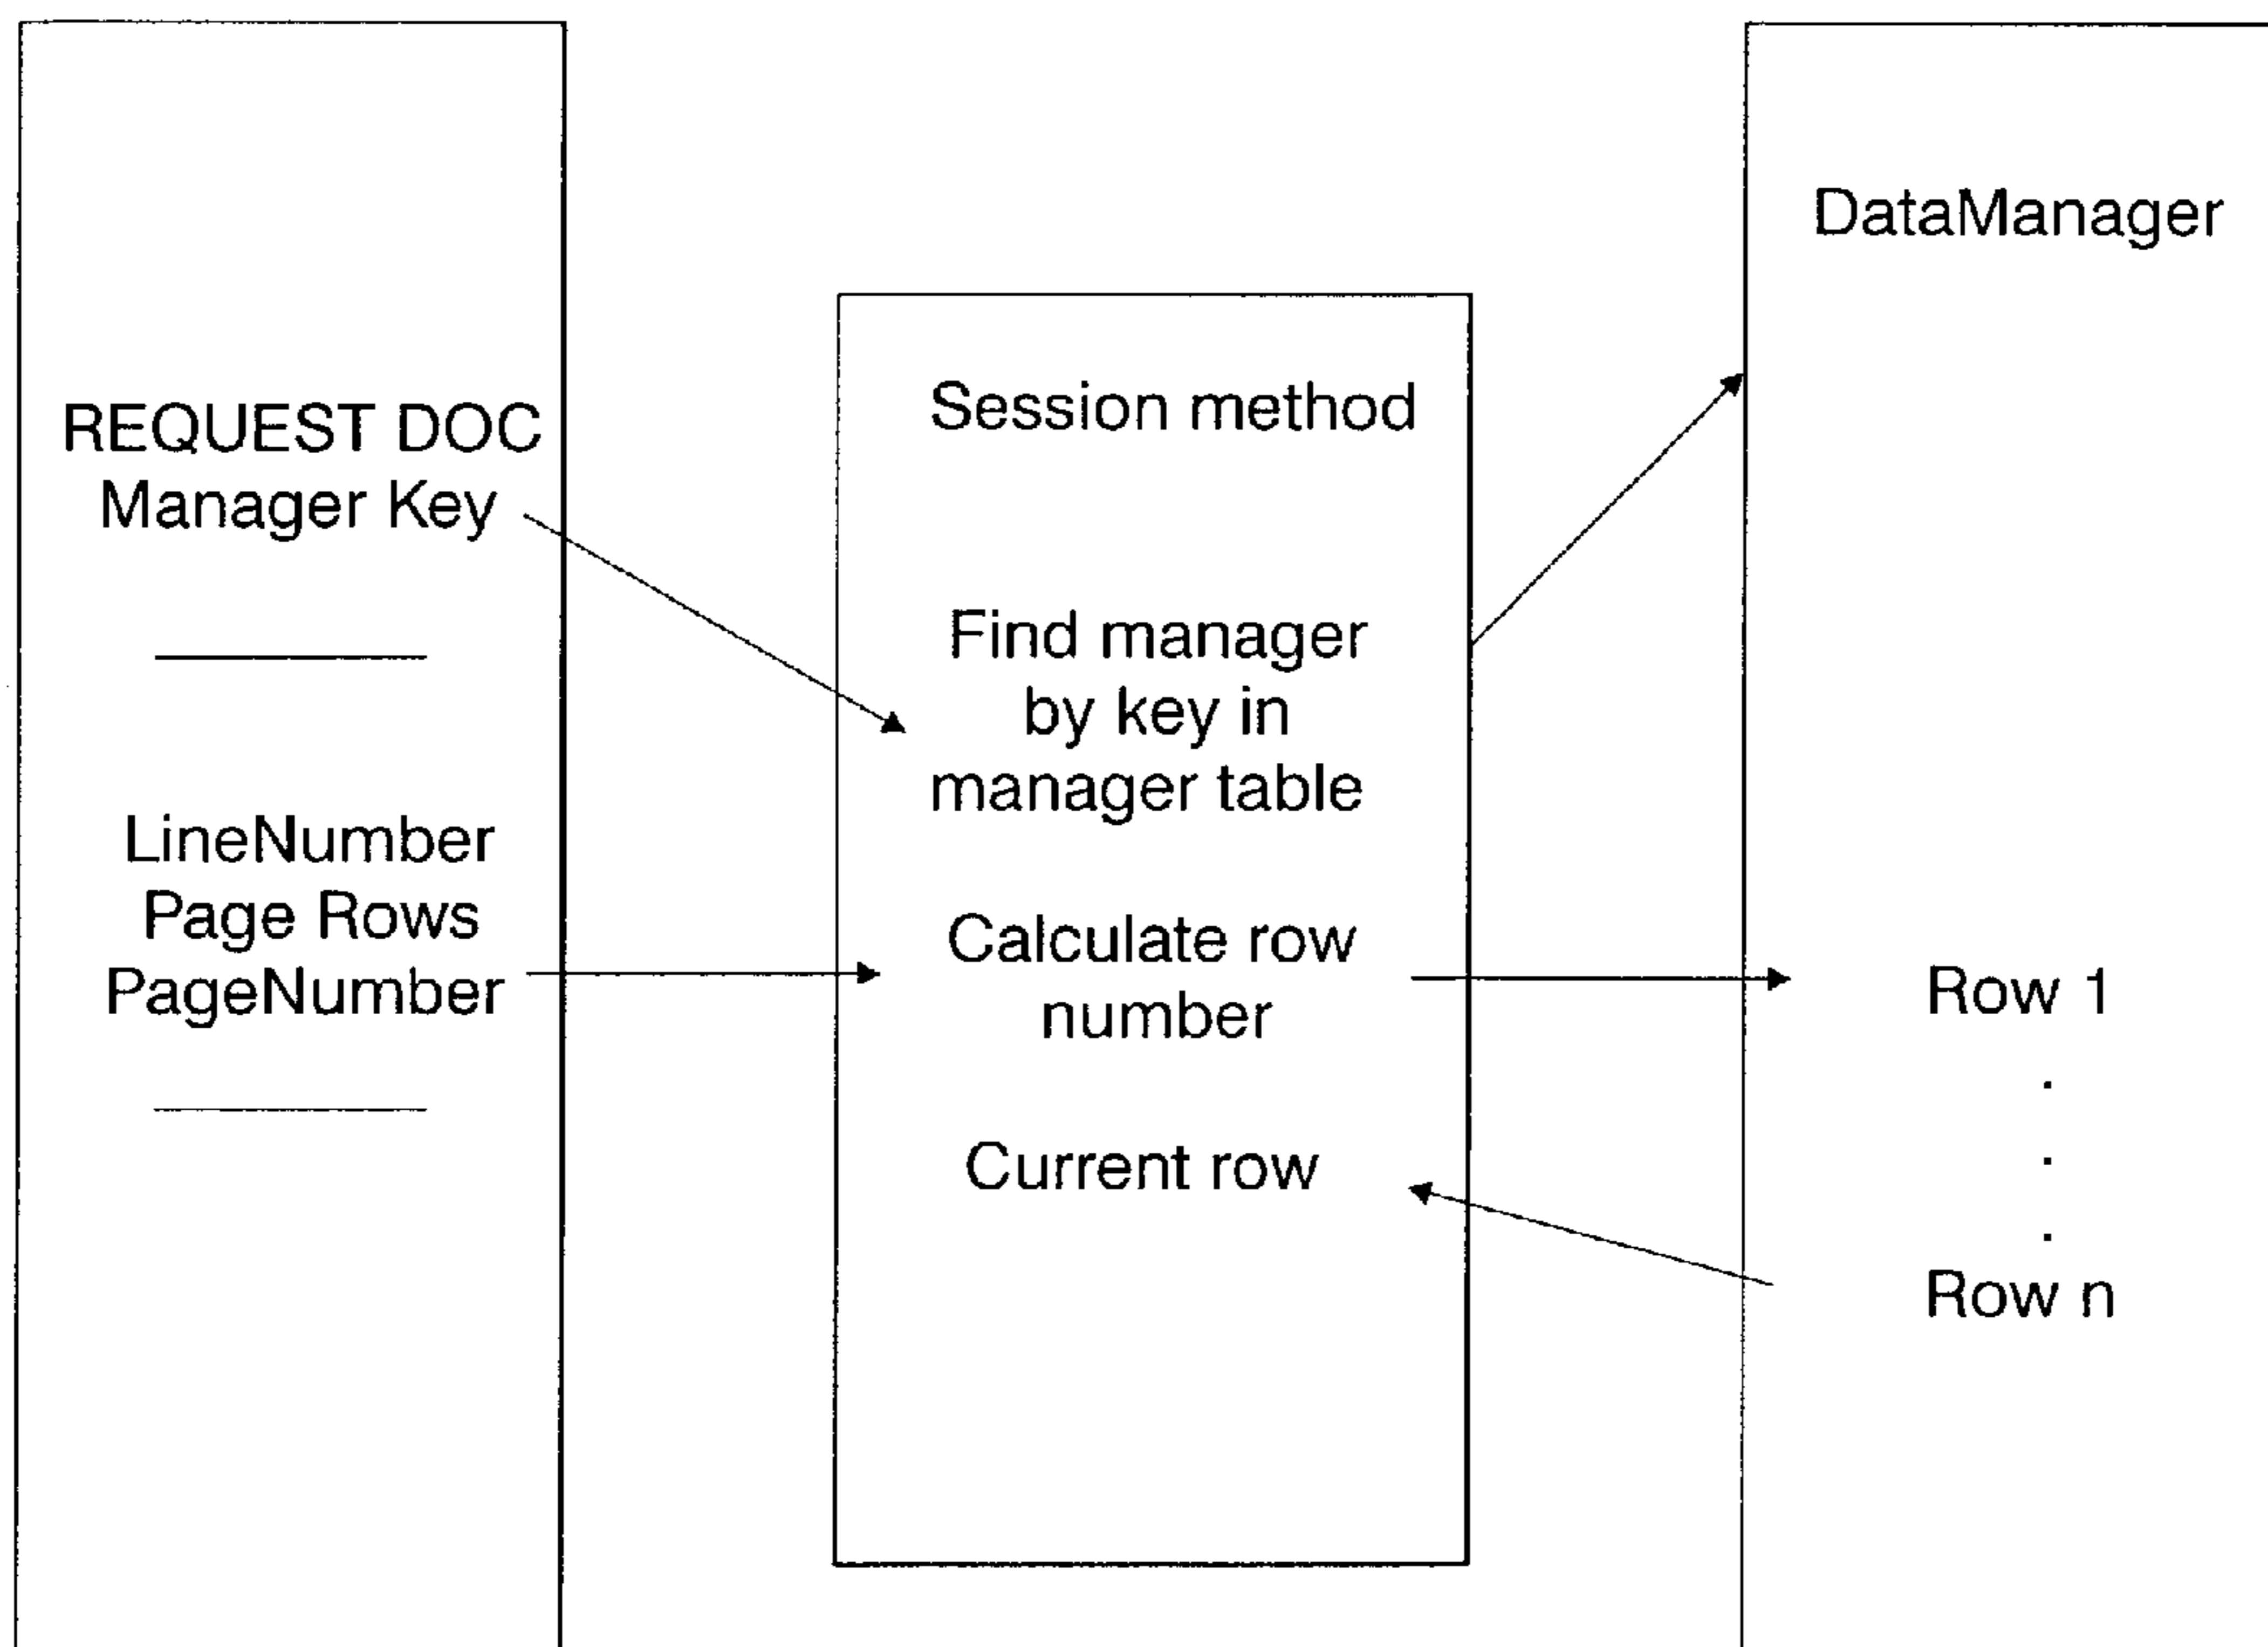 REQUEST DOC
Manager Key
LineNumber
Page Rows
PageNumber
Session method
Find manager
by key in
manager table
Calculate row
number
Current row
DataManager
Row 1
.
.
.
Row n